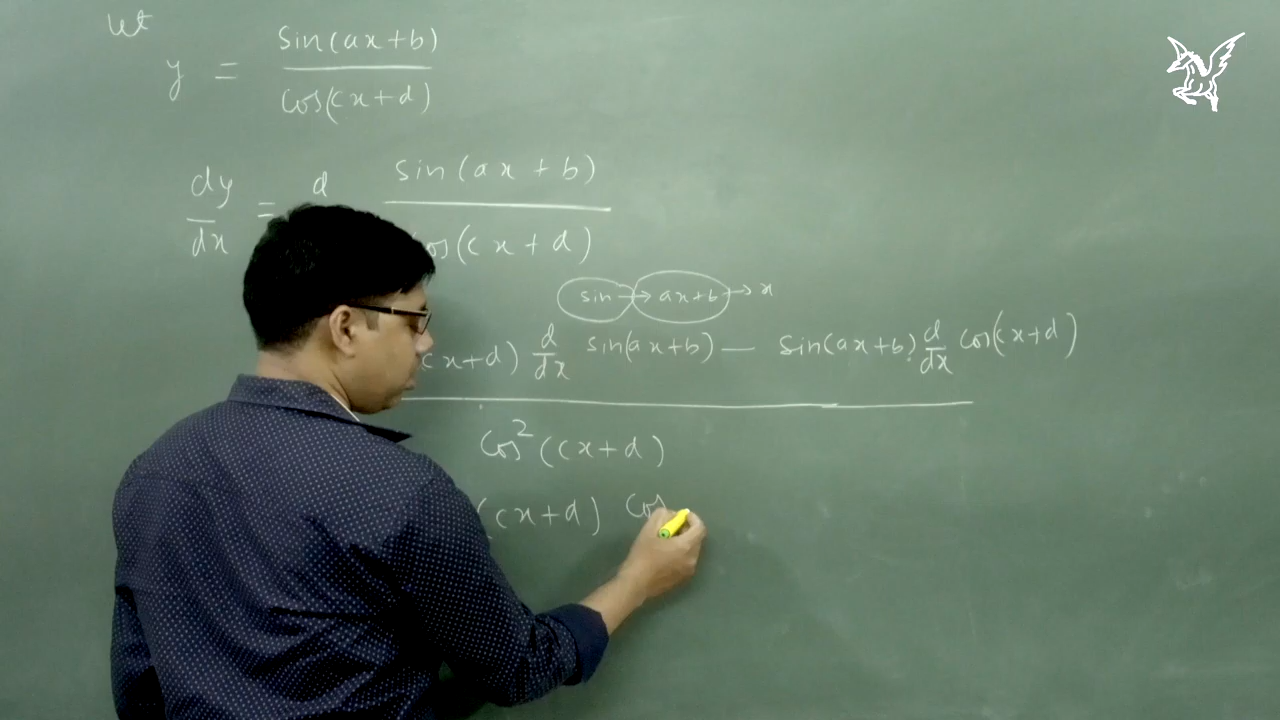 let
y = sin(ax+b)
cos(cx+d)
dy = d sin(ax+b)
dx cos(cx+d)
sin → ax+b → x
(cx+d) d/dx sin(ax+b) — sin(ax+b) . d/dx cos(cx+d)
cos²(cx+d)
(cx+d) cos